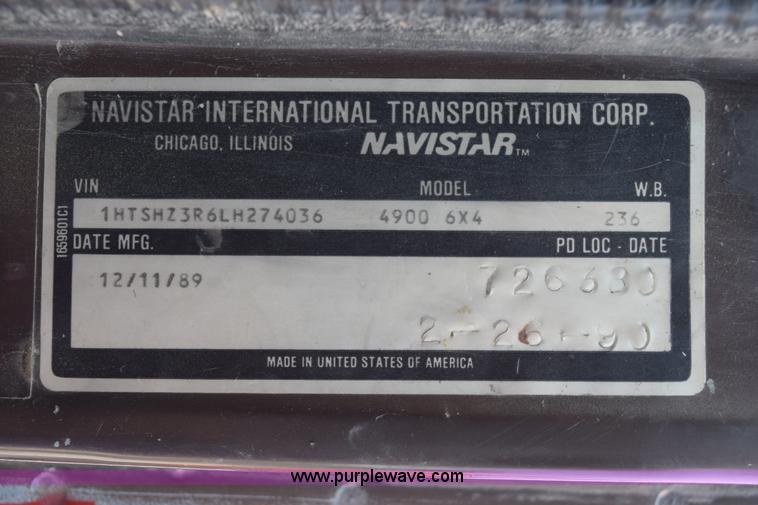 NAVISTAR INTERNATIONAL TRANSPORTATION CORP.
CHICAGO, ILLINOIS NAVISTAR™
VIN MODEL W.B.
1HTSHZ3R6LH274036 4900 6X4 236
DATE MFG. PD LOC - DATE
12/11/89 726630
2-26-90
MADE IN UNITED STATES OF AMERICA
1659601C1
www.purplewave.com